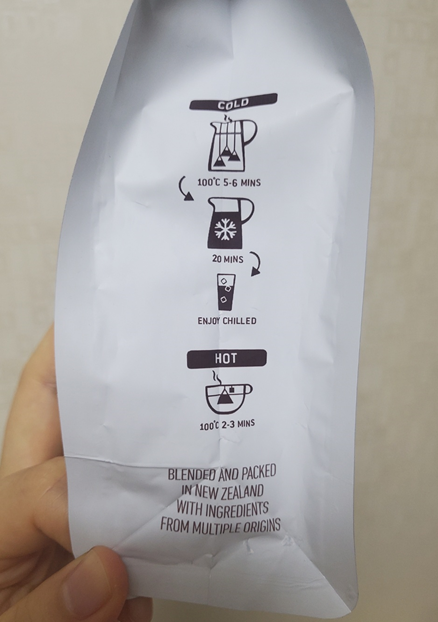 COLD
100°C 5-6 MINS
20 MINS
ENJOY CHILLED
HOT
100°C 2-3 MINS
BLENDED AND PACKED
IN NEW ZEALAND
WITH INGREDIENTS
FROM MULTIPLE ORIGINS